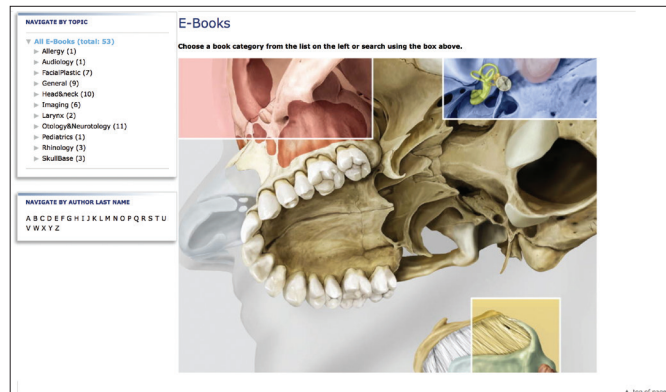 NAVIGATE BY TOPIC
All E-Books (total: 53)
Allergy (1)
Audiology (1)
FacialPlastic (7)
General (9)
Head&neck (10)
Imaging (6)
Larynx (2)
Otology&Neurotology (11)
Pediatrics (1)
Rhinology (3)
SkullBase (3)
NAVIGATE BY AUTHOR LAST NAME
A B C D E F G H I J K L M N O P Q R S T U
V W X Y Z
E-Books
Choose a book category from the list on the left or search using the box above.
top of page